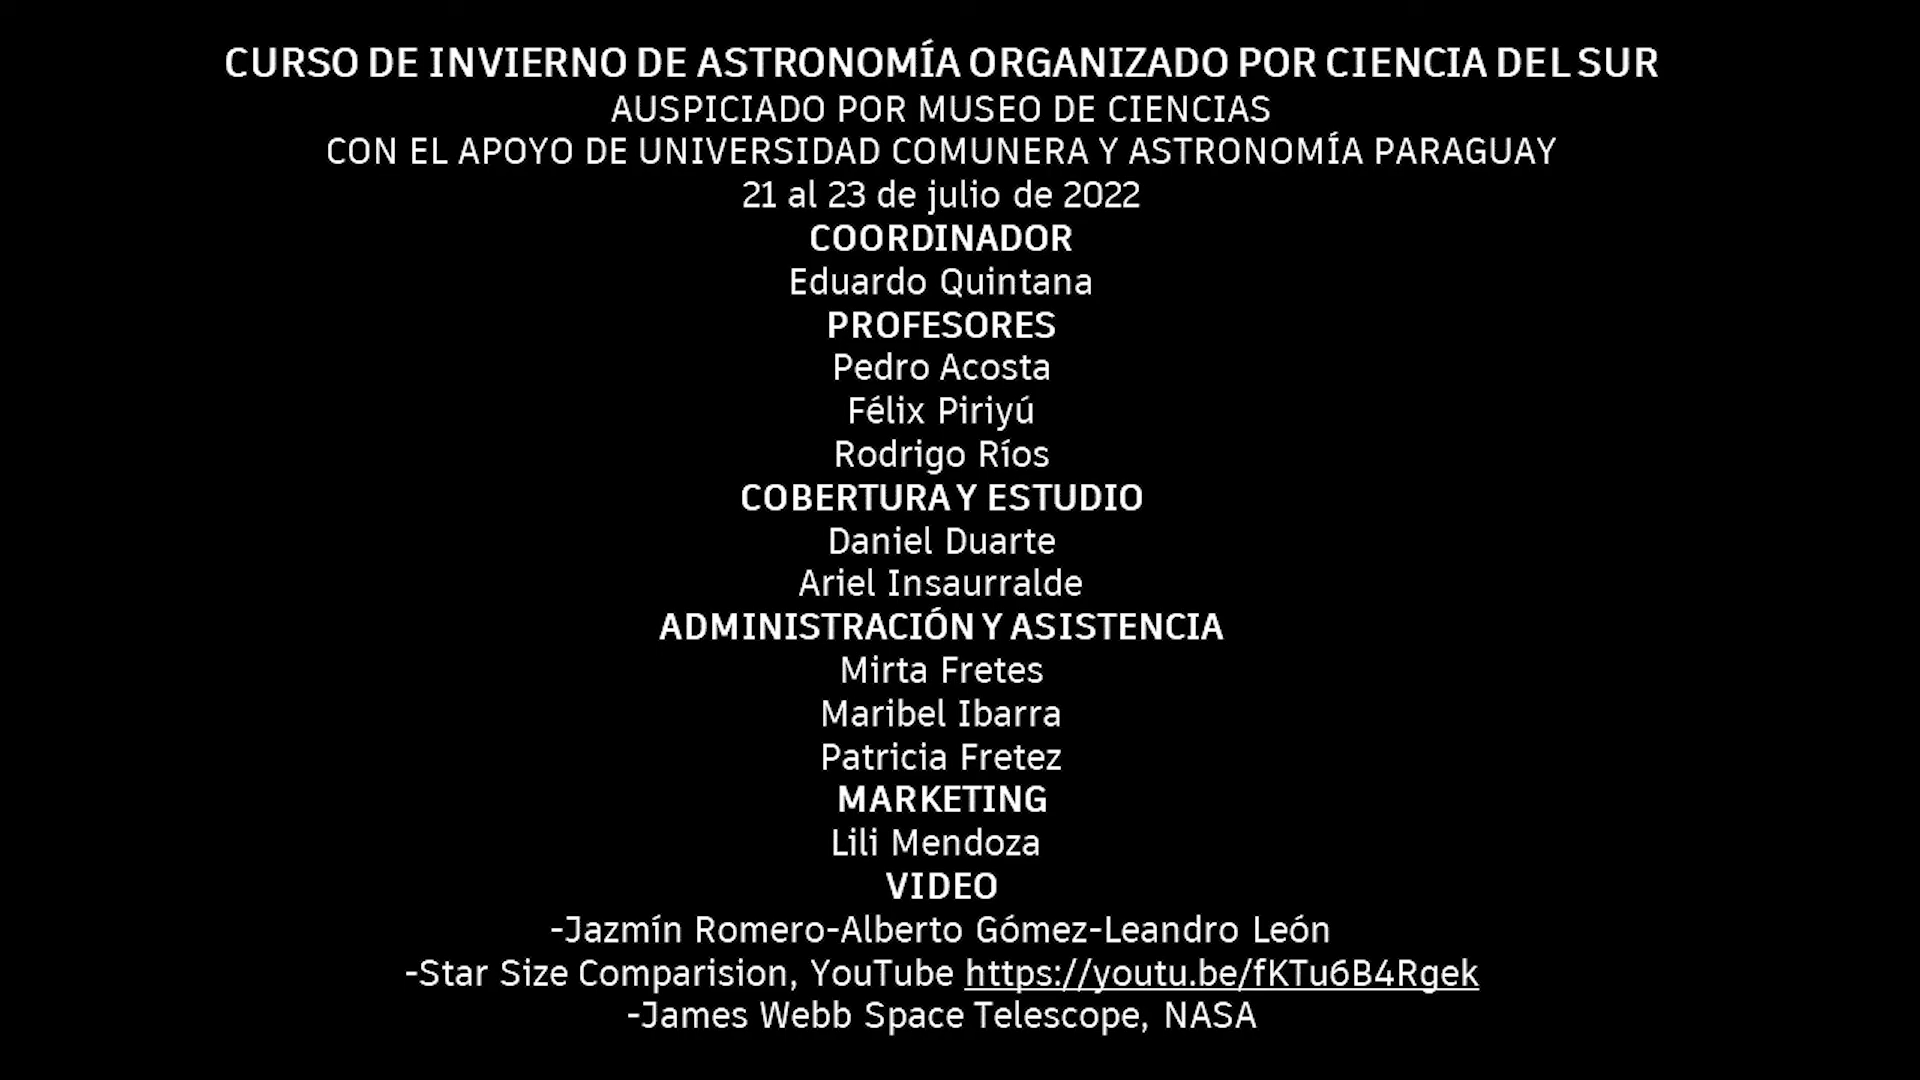 CURSO DE INVIERNO DE ASTRONOMÍA ORGANIZADO POR CIENCIA DEL SUR
AUSPICIADO POR MUSEO DE CIENCIAS
CON EL APOYO DE UNIVERSIDAD COMUNERA Y ASTRONOMÍA PARAGUAY
21 al 23 de julio de 2022
COORDINADOR
Eduardo Quintana
PROFESORES
Pedro Acosta
Félix Piriyú
Rodrigo Ríos
COBERTURA Y ESTUDIO
Daniel Duarte
Ariel Insaurralde
ADMINISTRACIÓN Y ASISTENCIA
Mirta Fretes
Maribel Ibarra
Patricia Fretez
MARKETING
Lili Mendoza
VIDEO
-Jazmín Romero-Alberto Gómez-Leandro León
-Star Size Comparision, YouTube https://youtu.be/fKTu6B4Rgek
-James Webb Space Telescope, NASA